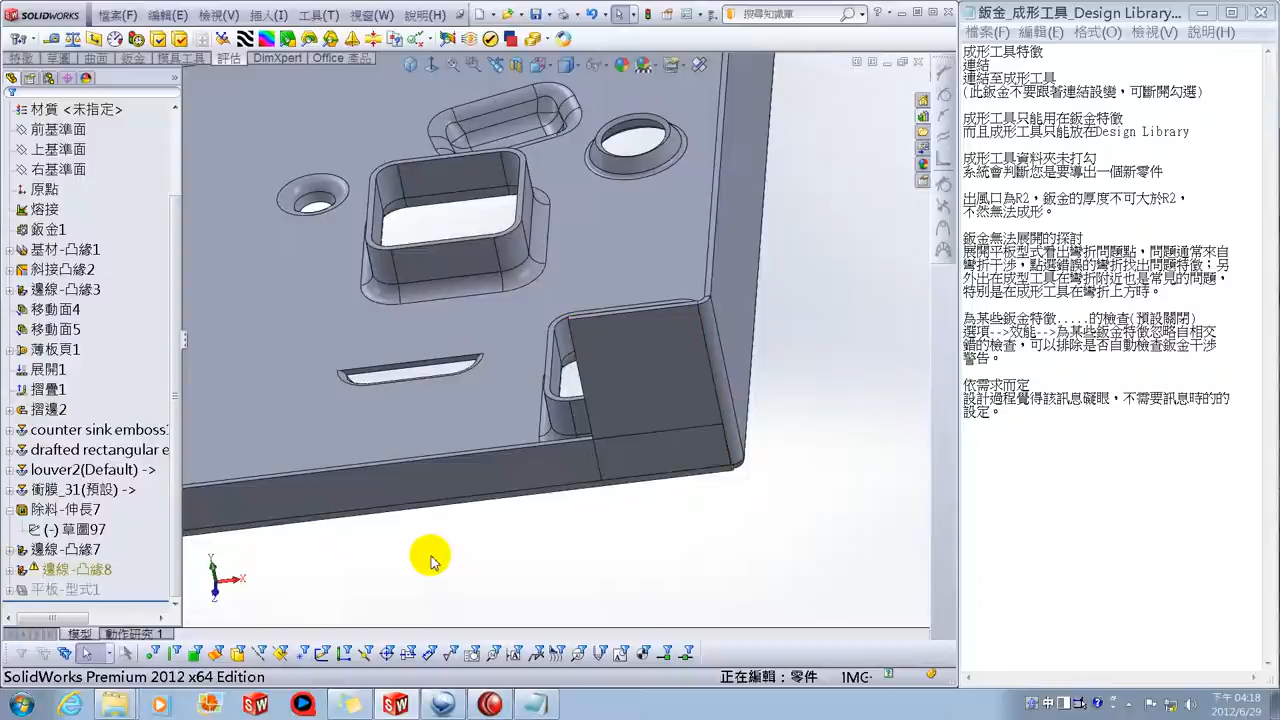 SOLIDWORKS
檔案(F)
編輯(E)
檢視(V)
插入(I)
工具(T)
視窗(W)
說明(H)
搜尋知識庫
特徵
草圖
曲面
鈑金
模具工具
評估
DimXpert
Office 產品
材質 <未指定>
前基準面
上基準面
右基準面
原點
熔接
鈑金1
基材-凸緣1
斜接凸緣2
邊線-凸緣3
移動面4
移動面5
薄板頁1
展開1
摺疊1
摺邊2
counter sink emboss
drafted rectangular e
louver2(Default) ->
衝膜_31(預設) ->
除料-伸長7
(-) 草圖97
邊線-凸緣7
邊線-凸緣8
平板-型式1
Y
X
Z
模型
動作研究 1
SolidWorks Premium 2012 x64 Edition
正在編輯：零件
鈑金_成形工具_Design Library...
檔案(F)
編輯(E)
格式(O)
檢視(V)
說明(H)
成形工具特徵
連結
連結至成形工具
(此鈑金不要跟著連結設變，可斷開勾選)
成形工具只能用在鈑金特徵
而且成形工具只能放在Design Library
成形工具資料夾未打勾
系統會判斷您是要導出一個新零件
出風口為R2，鈑金的厚度不可大於R2，
不然無法成形。
鈑金無法展開的探討
展開平板型式看出彎折問題點，問題通常來自
彎折干涉，點選錯誤的彎折找出問題特徵；另
外出在成型工具在彎折附近也是常見的問題，
特別是在成形工具在彎折上方時。
為某些鈑金特徵.....的檢查(預設關閉)
選項-->效能-->為某些鈑金特徵忽略自相交
錯的檢查，可以排除是否自動檢查鈑金干涉
警告。
依需求而定
設計過程覺得該訊息礙眼，不需要訊息時的的
設定。
中
下午 04:18
2012/6/29